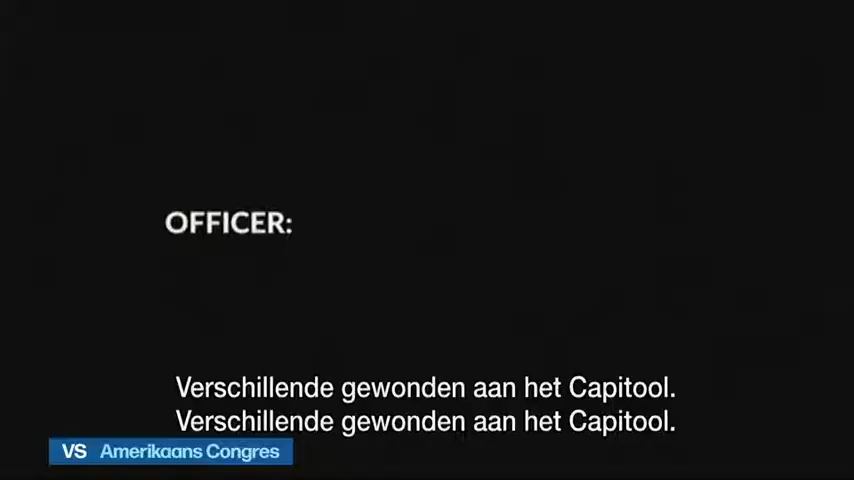 OFFICER:
Verschillende gewonden aan het Capitool.
Verschillende gewonden aan het Capitool.
VS Amerikaans Congres